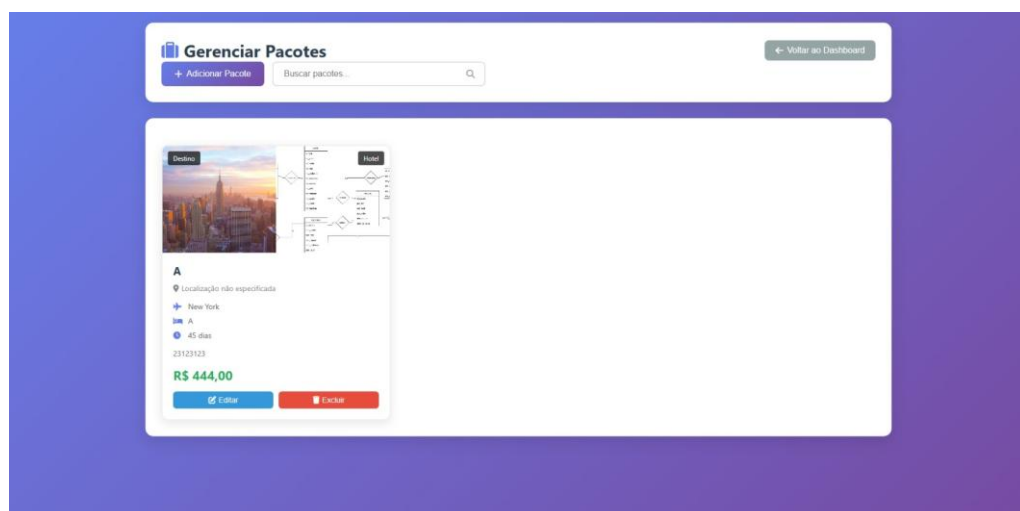 Gerenciar Pacotes
← Voltar ao Dashboard
+ Adicionar Pacote
Buscar pacotes...
Destino
Hotel
A
Localização não especificada
New York
A
45 dias
23123123
R$ 444,00
Editar
Excluir